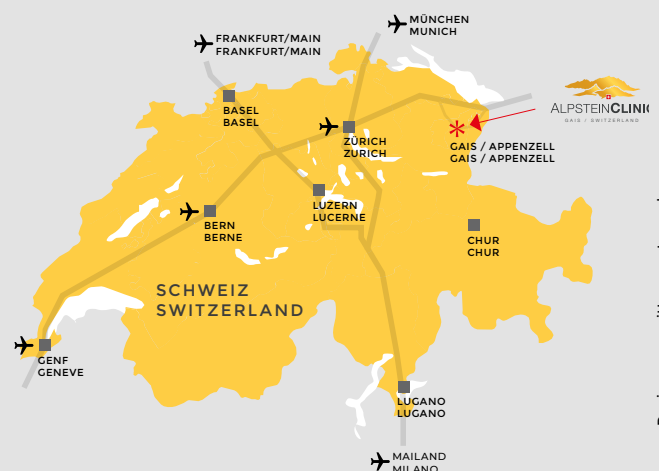 MÜNCHEN
MUNICH
FRANKFURT/MAIN
FRANKFURT/MAIN
BASEL
BASEL
ALPSTEINCLINIC
GAIS / SWITZERLAND
ZÜRICH
ZURICH
GAIS / APPENZELL
GAIS / APPENZELL
LUZERN
LUCERNE
BERN
BERNE
CHUR
CHUR
SCHWEIZ
SWITZERLAND
GENF
GENEVE
LUGANO
LUGANO
MAILAND
MILANO